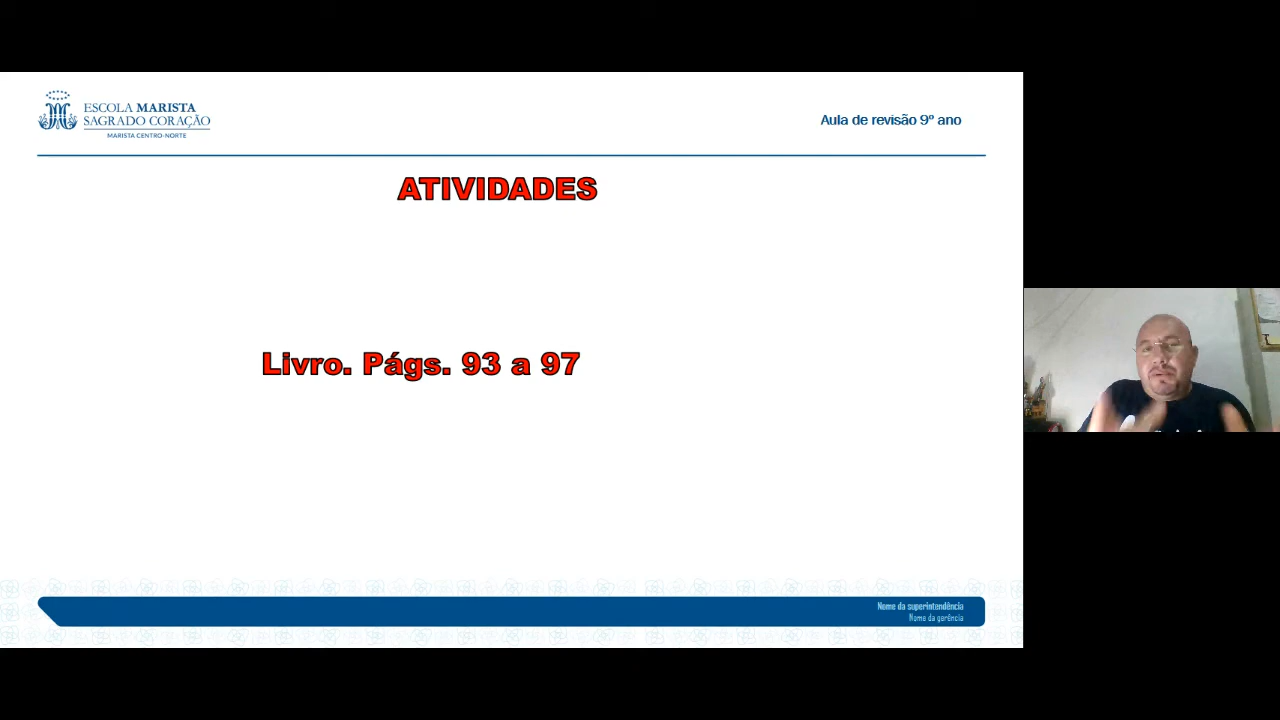 ESCOLA MARISTA
SAGRADO CORAÇÃO
MARISTA CENTRO-NORTE
Aula de revisão 9º ano
ATIVIDADES
Livro. Págs. 93 a 97
Nome da superintendência
Nome da gerência